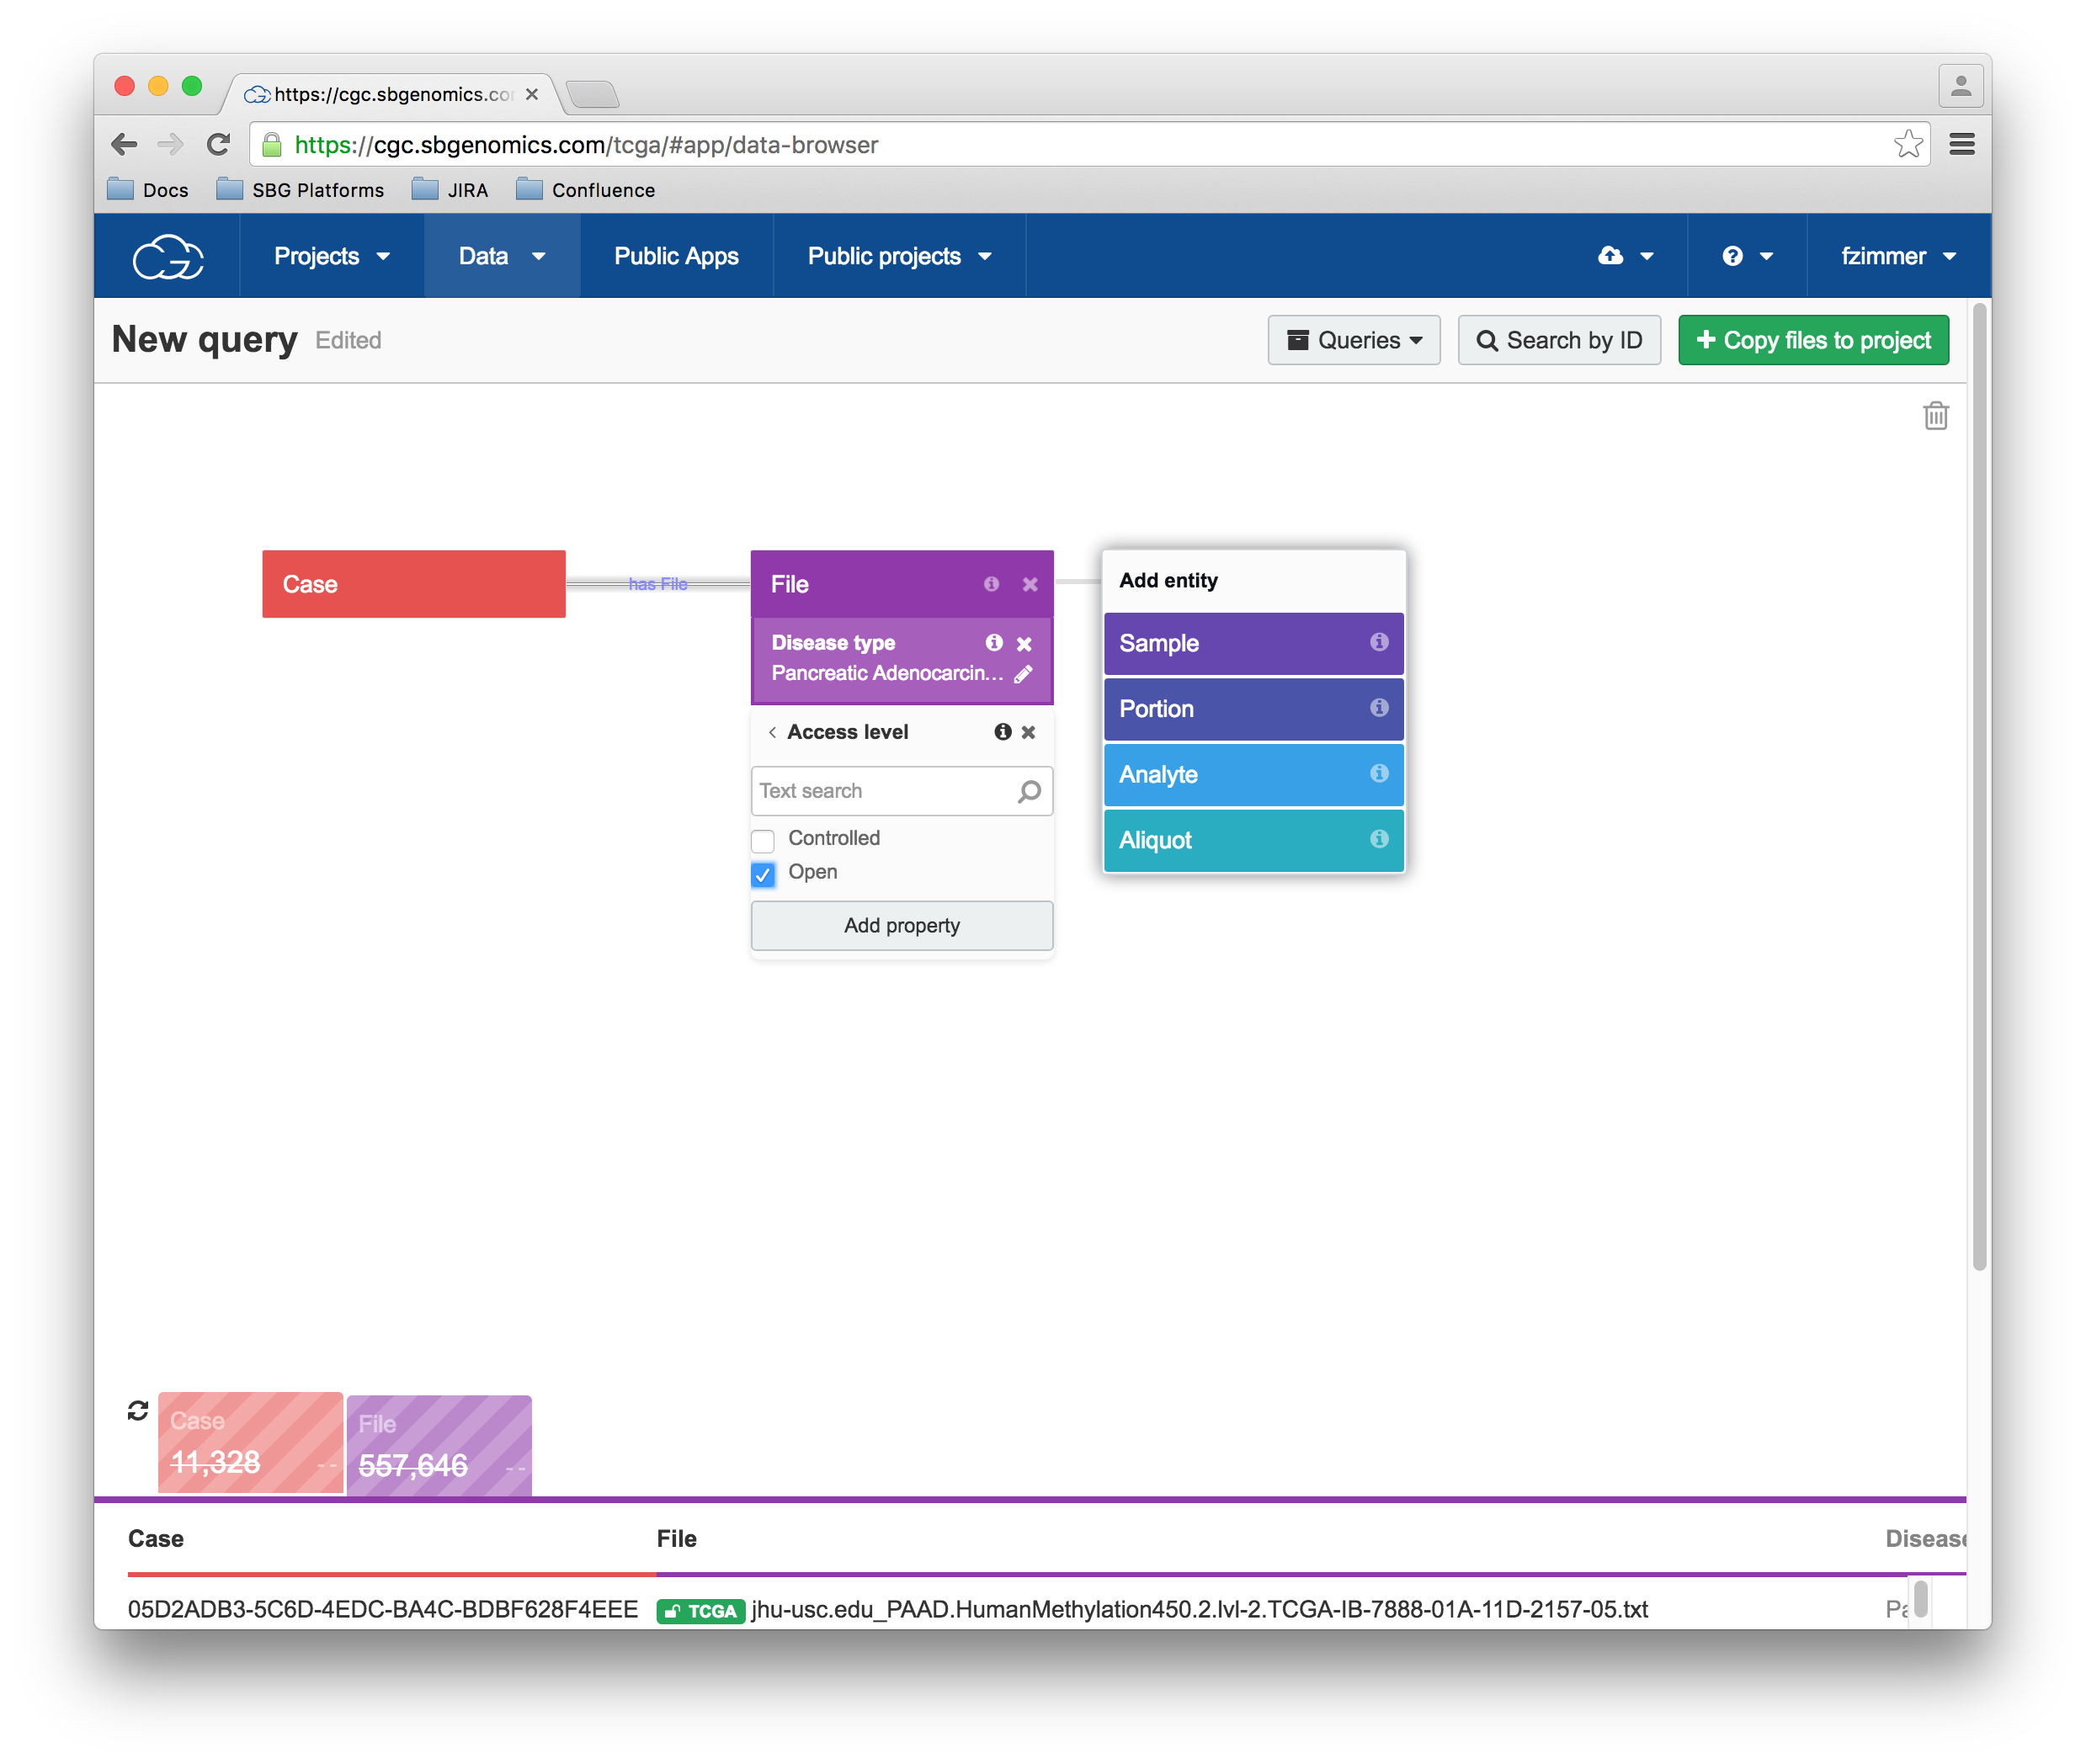 https://cgc.sbgenomics.co
https://cgc.sbgenomics.com/tcga/#app/data-browser
Docs SBG Platforms JIRA Confluence
Projects Data Public Apps Public projects fzimmer
New query Edited Queries Search by ID Copy files to project
Case has File File Add entity
Disease type
Pancreatic Adenocarcin...
Access level
Text search
Controlled
Open
Add property
Sample
Portion
Analyte
Aliquot
Case File
11,328 -- 557,646 --
Case File Disease
05D2ADB3-5C6D-4EDC-BA4C-BDBF628F4EEE TCGA jhu-usc.edu_PAAD.HumanMethylation450.2.lvl-2.TCGA-IB-7888-01A-11D-2157-05.txt Pa